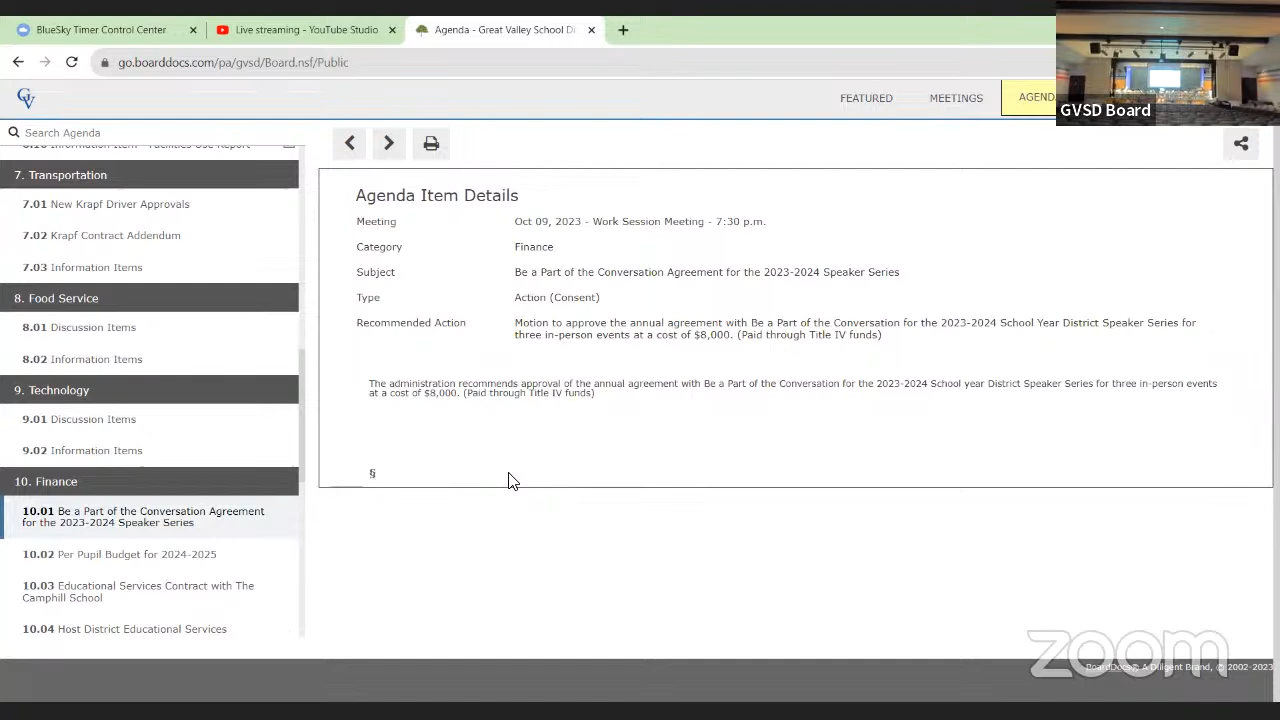 BlueSky Timer Control Center
Live streaming - YouTube Studio
Agenda - Great Valley School Di
go.boarddocs.com/pa/gvsd/Board.nsf/Public
GVSD Board
GV
FEATURED
MEETINGS
AGEND
Search Agenda
Information Item - Facilities Use Report
7. Transportation
7.01 New Krapf Driver Approvals
7.02 Krapf Contract Addendum
7.03 Information Items
8. Food Service
8.01 Discussion Items
8.02 Information Items
9. Technology
9.01 Discussion Items
9.02 Information Items
10. Finance
10.01 Be a Part of the Conversation Agreement
for the 2023-2024 Speaker Series
10.02 Per Pupil Budget for 2024-2025
10.03 Educational Services Contract with The
Camphill School
10.04 Host District Educational Services
Agenda Item Details
Meeting Oct 09, 2023 - Work Session Meeting - 7:30 p.m.
Category Finance
Subject Be a Part of the Conversation Agreement for the 2023-2024 Speaker Series
Type Action (Consent)
Recommended Action Motion to approve the annual agreement with Be a Part of the Conversation for the 2023-2024 School Year District Speaker Series for
three in-person events at a cost of $8,000. (Paid through Title IV funds)
The administration recommends approval of the annual agreement with Be a Part of the Conversation for the 2023-2024 School year District Speaker Series for three in-person events
at a cost of $8,000. (Paid through Title IV funds)
§
zoom
BoardDocs® A Diligent Brand, © 2002-2023